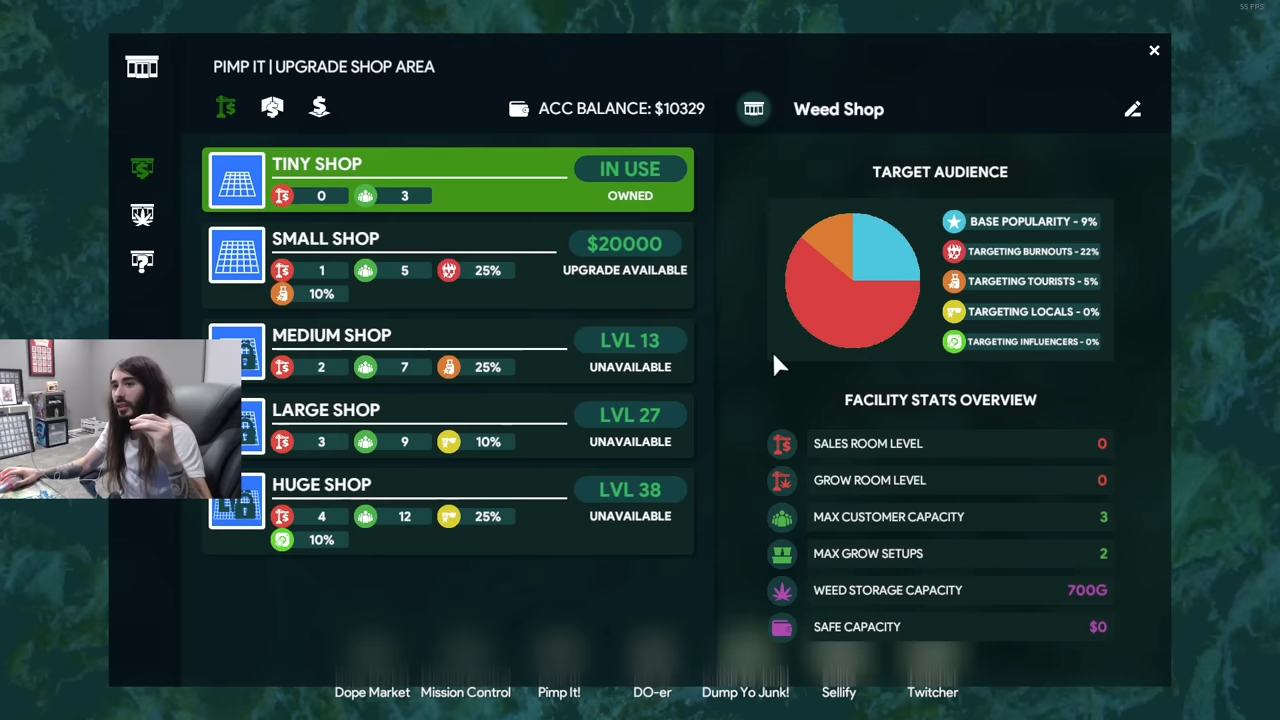 55 FPS
PIMP IT | UPGRADE SHOP AREA
ACC BALANCE: $10329
Weed Shop
TINY SHOP
IN USE
0
3
OWNED
SMALL SHOP
$20000
1
5
25%
UPGRADE AVAILABLE
10%
MEDIUM SHOP
LVL 13
2
7
25%
UNAVAILABLE
LARGE SHOP
LVL 27
3
9
10%
UNAVAILABLE
HUGE SHOP
LVL 38
4
12
25%
UNAVAILABLE
10%
TARGET AUDIENCE
BASE POPULARITY - 9%
TARGETING BURNOUTS - 22%
TARGETING TOURISTS - 5%
TARGETING LOCALS - 0%
TARGETING INFLUENCERS - 0%
FACILITY STATS OVERVIEW
SALES ROOM LEVEL 0
GROW ROOM LEVEL 0
MAX CUSTOMER CAPACITY 3
MAX GROW SETUPS 2
WEED STORAGE CAPACITY 700G
SAFE CAPACITY $0
Dope Market Mission Control Pimp It! DO-er Dump Yo Junk! Sellify Twitcher